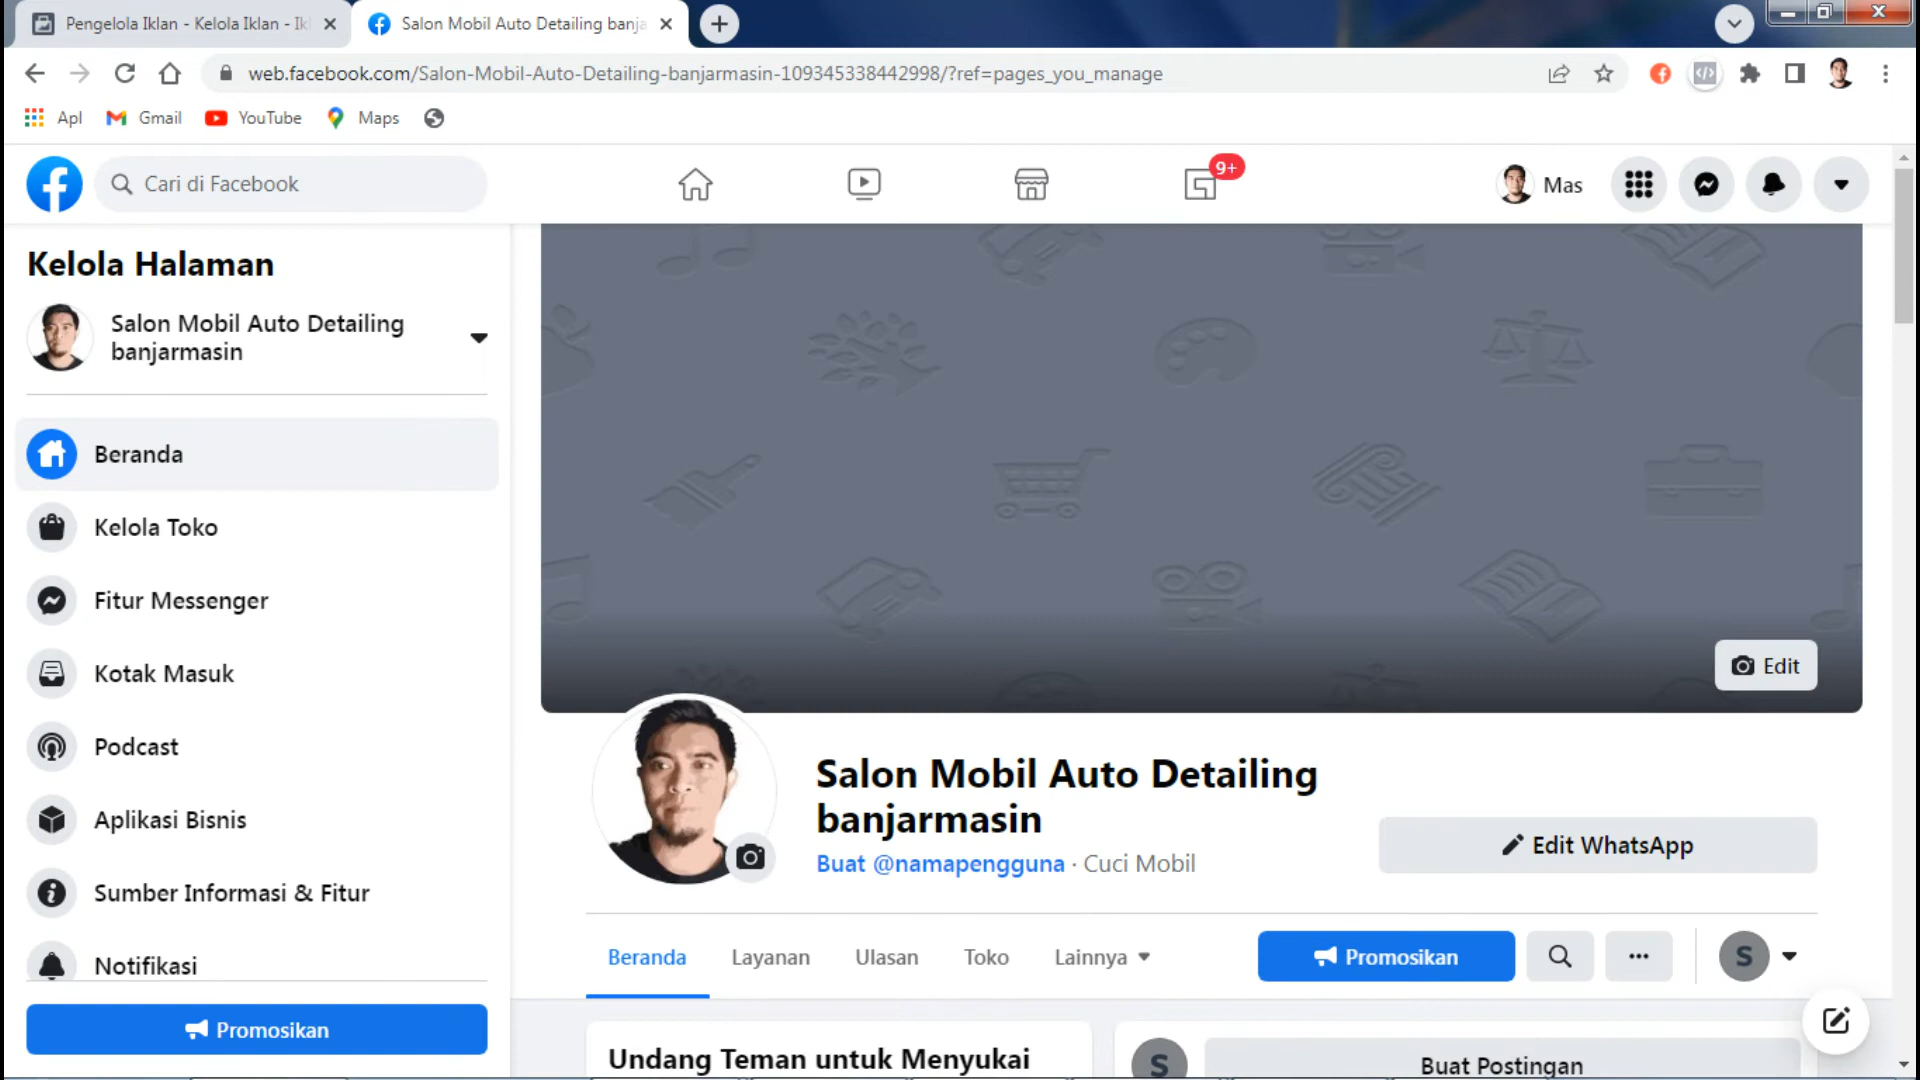 Pengelola Iklan - Kelola Iklan - Ik
Salon Mobil Auto Detailing banja
web.facebook.com/Salon-Mobil-Auto-Detailing-banjarmasin-109345338442998/?ref=pages_you_manage
Apl
Gmail
YouTube
Maps
Cari di Facebook
9+
Mas
Kelola Halaman
Salon Mobil Auto Detailing
banjarmasin
Beranda
Kelola Toko
Fitur Messenger
Kotak Masuk
Podcast
Aplikasi Bisnis
Sumber Informasi & Fitur
Notifikasi
Promosikan
Edit
Salon Mobil Auto Detailing
banjarmasin
Buat @namapengguna · Cuci Mobil
Edit WhatsApp
Beranda
Layanan
Ulasan
Toko
Lainnya
Promosikan
S
Undang Teman untuk Menyukai
S
Buat Postingan